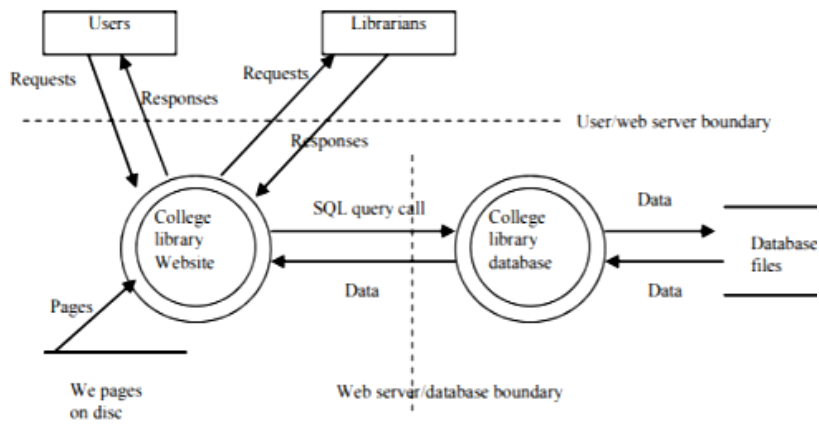 Users
Librarians
Requests
Responses
Requests
Responses
User/web server boundary
College
library
Website
SQL query call
Data
College
library
database
Data
Data
Database
files
Pages
We pages
on disc
Web server/database boundary